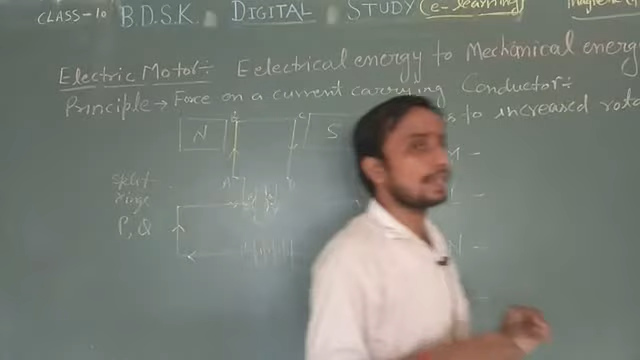 CLASS-10 B.D.S.K. DIGITAL STUDY (e-learning)
Electric Motor:- Eelectrical energy to Mechanical energy
Principle → Force on a current carrying Conductor:-
to increased rota
N B C S
M -
A
Split
rings
P, Q
N -